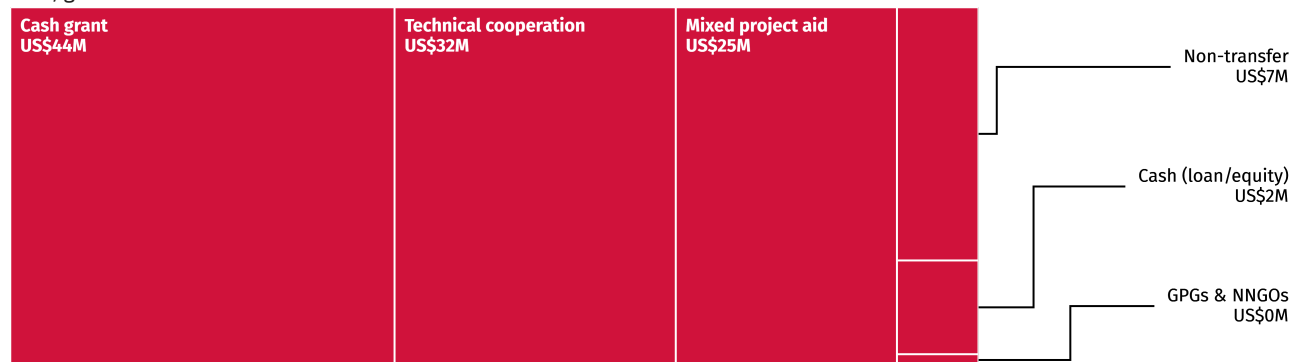 Cash grant
US$44M
Technical cooperation
US$32M
Mixed project aid
US$25M
Non-transfer
US$7M
Cash (loan/equity)
US$2M
GPGs & NNGOs
US$0M